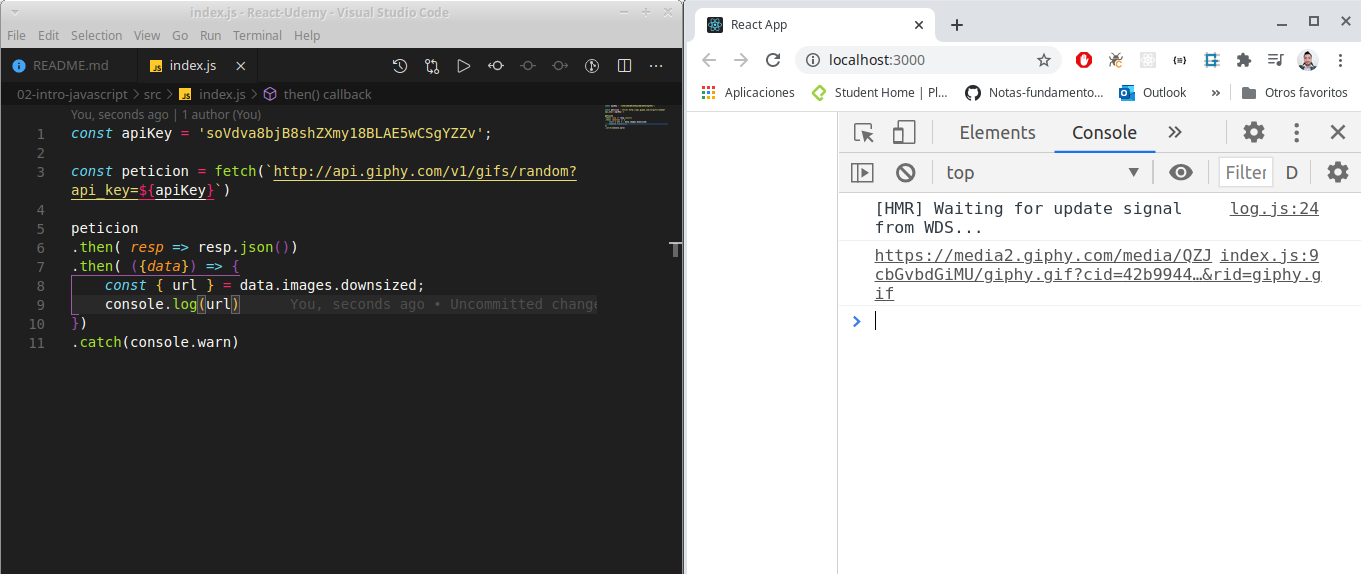 index.js - React-Udemy - Visual Studio Code
File Edit Selection View Go Run Terminal Help
README.md index.js
02-intro-javascript > src > index.js > then() callback
You, seconds ago | 1 author (You)
1 const apiKey = 'soVdva8bjB8shZXmy18BLAE5wCSgYZZv';
2
3 const peticion = fetch(`http://api.giphy.com/v1/gifs/random?
api_key=${apiKey}`)
4
5 peticion
6 .then( resp => resp.json())
7 .then( ({data}) => {
8 const { url } = data.images.downsized;
9 console.log(url) You, seconds ago • Uncommitted change
10 })
11 .catch(console.warn)
React App
localhost:3000
Aplicaciones Student Home | Pl... Notas-fundamento... Outlook » Otros favoritos
Elements Console »
top Filter D
[HMR] Waiting for update signal log.js:24
from WDS...
https://media2.giphy.com/media/QZJ index.js:9
cbGvbdGiMU/giphy.gif?cid=42b9944…&rid=giphy.g
if